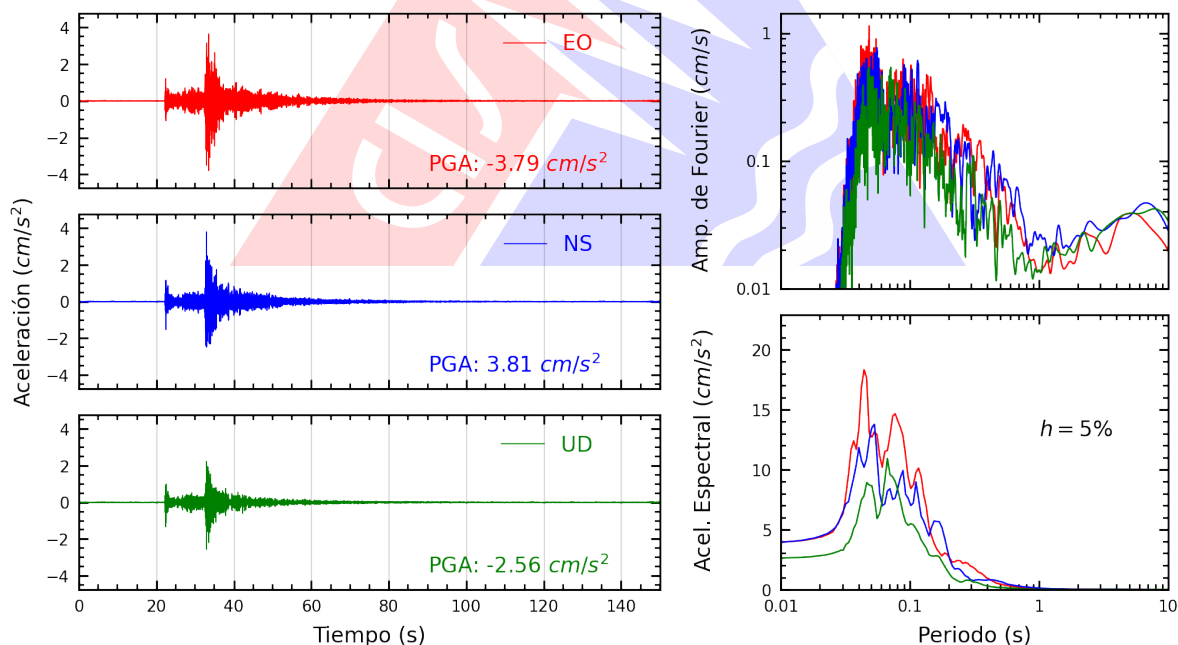 Aceleración (cm/s²)
4
2
0
−2
−4
EO
PGA: -3.79 cm/s²
4
2
0
−2
−4
NS
PGA: 3.81 cm/s²
4
2
0
−2
−4
UD
PGA: -2.56 cm/s²
0 20 40 60 80 100 120 140
Tiempo (s)
Amp. de Fourier (cm/s)
1
0.1
0.01
Acel. Espectral (cm/s²)
20
15
10
5
0
h = 5%
0.01 0.1 1 10
Periodo (s)